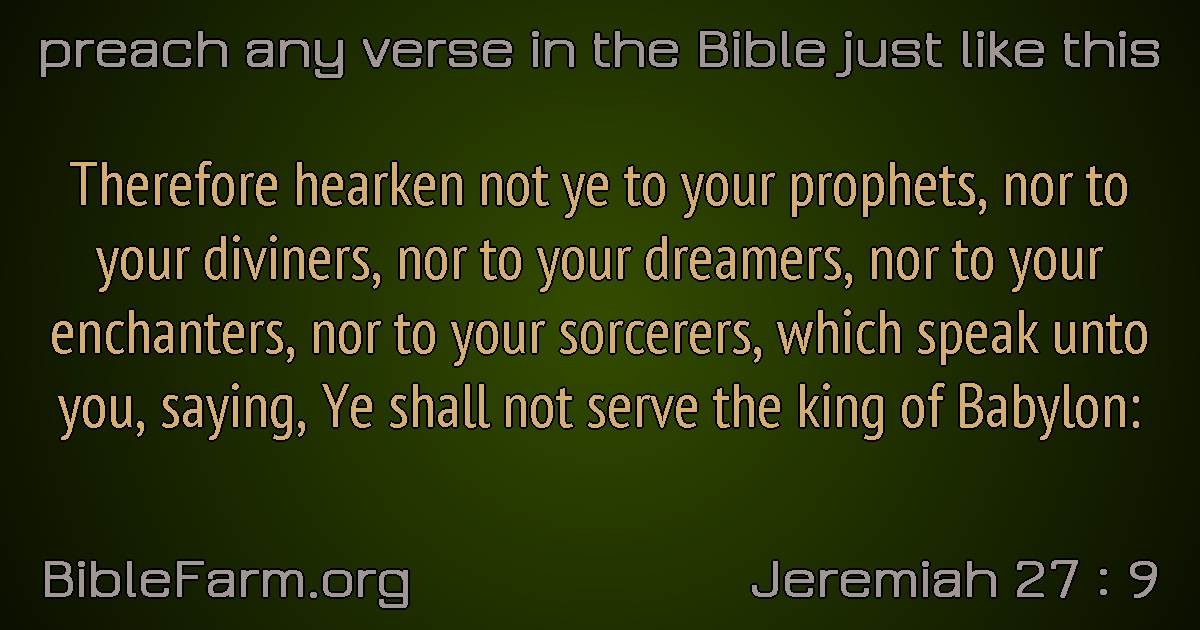 preach any verse in the Bible just like this
Therefore hearken not ye to your prophets, nor to
your diviners, nor to your dreamers, nor to your
enchanters, nor to your sorcerers, which speak unto
you, saying, Ye shall not serve the king of Babylon:
BibleFarm.org
Jeremiah 27 : 9